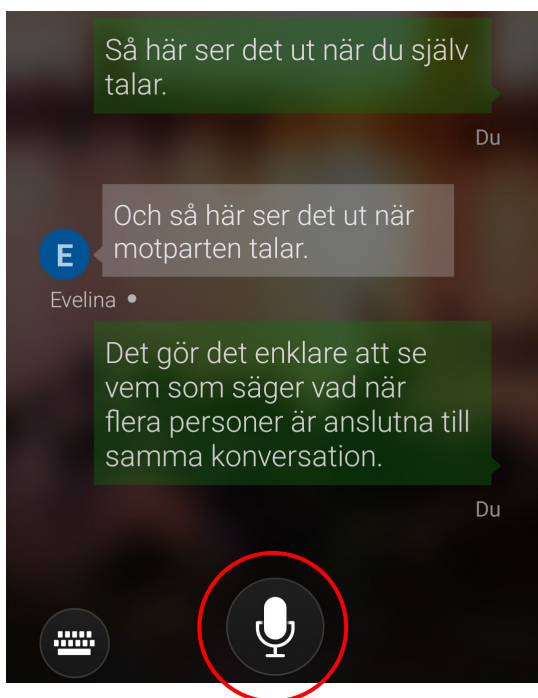 Så här ser det ut när du själv
talar.
Du
Och så här ser det ut när
motparten talar.
E
Evelina
Det gör det enklare att se
vem som säger vad när
flera personer är anslutna till
samma konversation.
Du